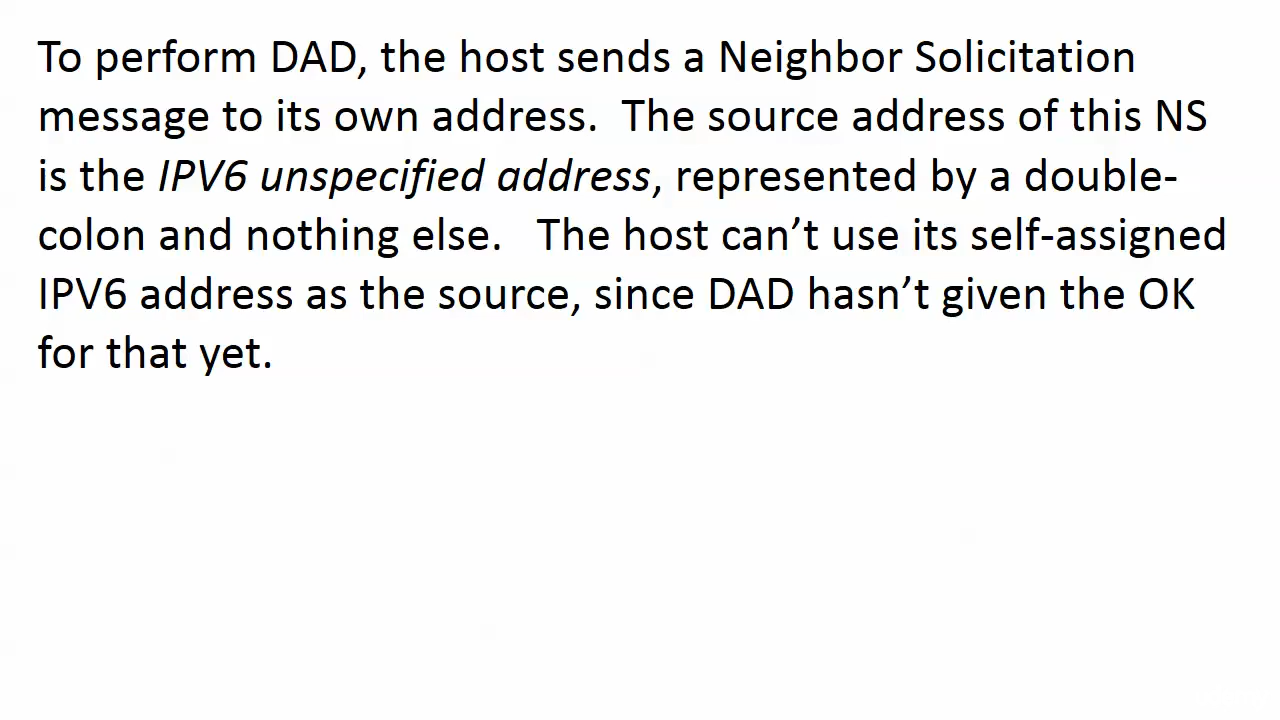 To perform DAD, the host sends a Neighbor Solicitation
message to its own address.  The source address of this NS
is the IPV6 unspecified address, represented by a double-
colon and nothing else.   The host can’t use its self-assigned
IPV6 address as the source, since DAD hasn’t given the OK
for that yet.